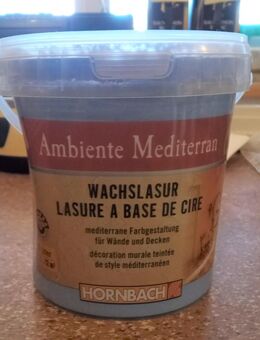 Ambiente Mediterran
WACHSLASUR
LASURE A BASE DE CIRE
mediterrane Farbgestaltung
für Wände und Decken
décoration murale teintée
de style méditerranéen
HORNBACH